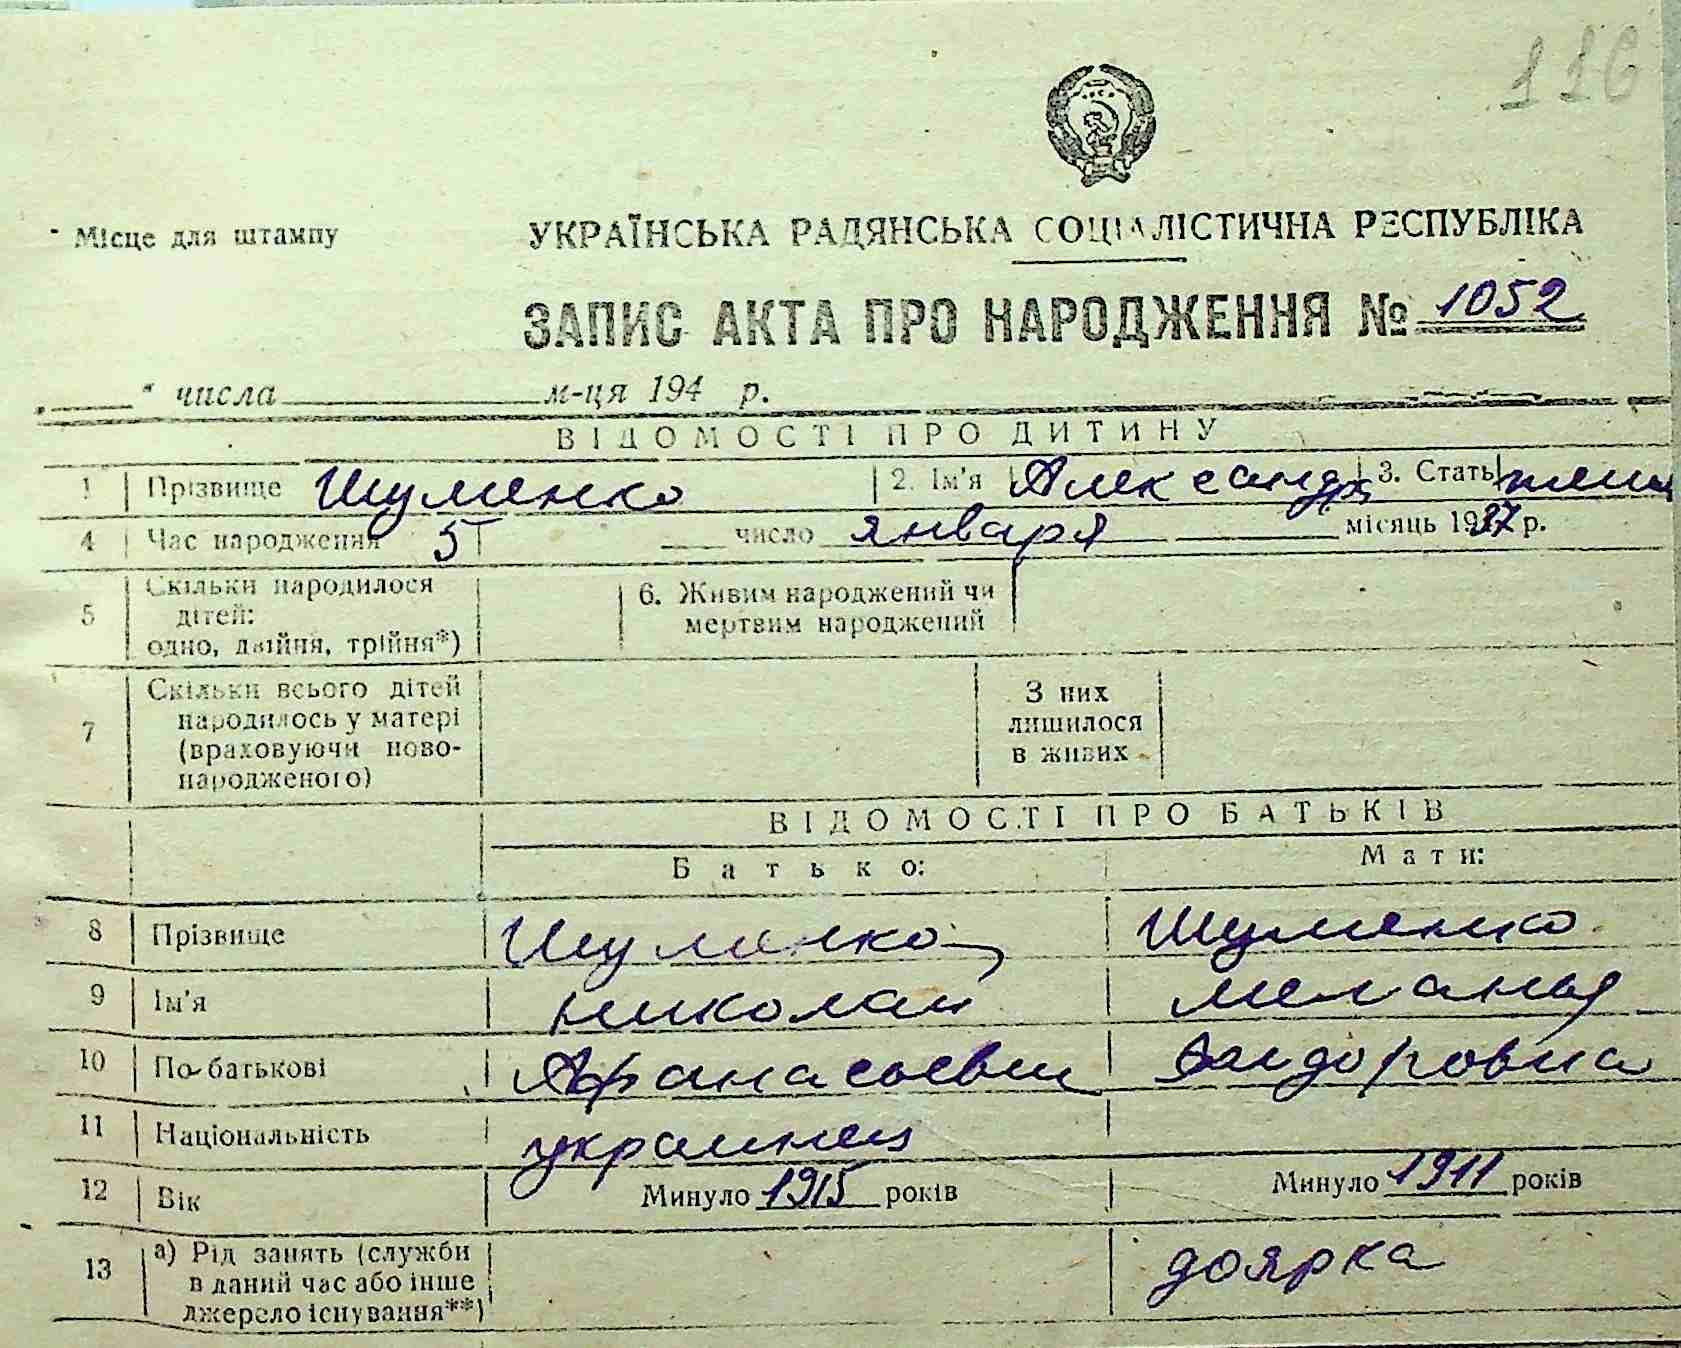 116
Місце для штампу
УКРАЇНСЬКА РАДЯНСЬКА СОЦІАЛІСТИЧНА РЕСПУБЛІКА
ЗАПИС АКТА ПРО НАРОДЖЕННЯ № 1052
„ “ числа м-ця 194 р.
ВІДОМОСТІ ПРО ДИТИНУ
1 Прізвище Шуменко 2. Ім'я Александр 3. Стать
4 Час народження 5 число января місяць 1937 р.
5 Скільки народилося дітей: одно, двійня, трійня*) 6. Живим народжений чи мертвим народжений
7 Скільки всього дітей народилось у матері (враховуючи новонародженого) З них лишилося в живих
ВІДОМОСТІ ПРО БАТЬКІВ
Батько: Мати:
8 Прізвище Шуменко Шуменко
9 Ім'я Николай Меланья
10 По-батькові Афанасьевич
11 Національність украинец
12 Вік Минуло 1915 років Минуло 1911 років
13 а) Рід занять (служби в даний час або інше джерело існування**) доярка